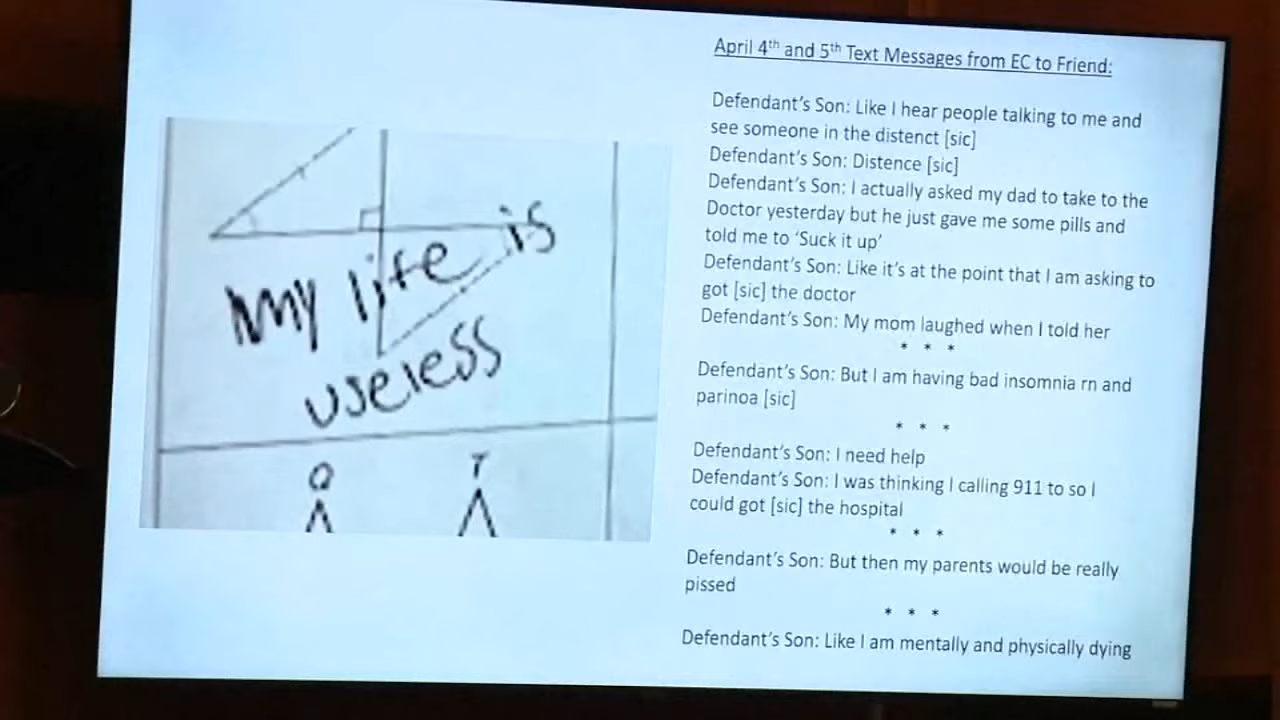 My life is
useless
April 4th and 5th Text Messages from EC to Friend:
Defendant's Son: Like I hear people talking to me and
see someone in the distenct [sic]
Defendant's Son: Distence [sic]
Defendant's Son: I actually asked my dad to take to the
Doctor yesterday but he just gave me some pills and
told me to 'Suck it up'
Defendant's Son: Like it's at the point that I am asking to
got [sic] the doctor
Defendant's Son: My mom laughed when I told her
* * *
Defendant's Son: But I am having bad insomnia rn and
parinoa [sic]
* * *
Defendant's Son: I need help
Defendant's Son: I was thinking I calling 911 to so I
could got [sic] the hospital
* * *
Defendant's Son: But then my parents would be really
pissed
* * *
Defendant's Son: Like I am mentally and physically dying